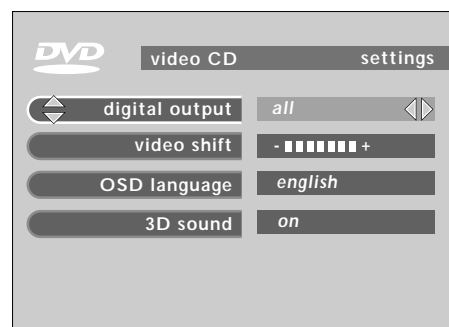 DVD
video CD settings
digital output all
video shift - +
OSD language english
3D sound on